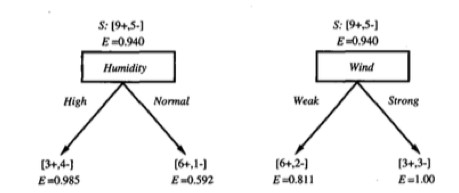 S: [9+,5-]
E=0.940
Humidity
High
Normal
[3+,4-]
E=0.985
[6+,1-]
E=0.592
S: [9+,5-]
E=0.940
Wind
Weak
Strong
[6+,2-]
E=0.811
[3+,3-]
E=1.00